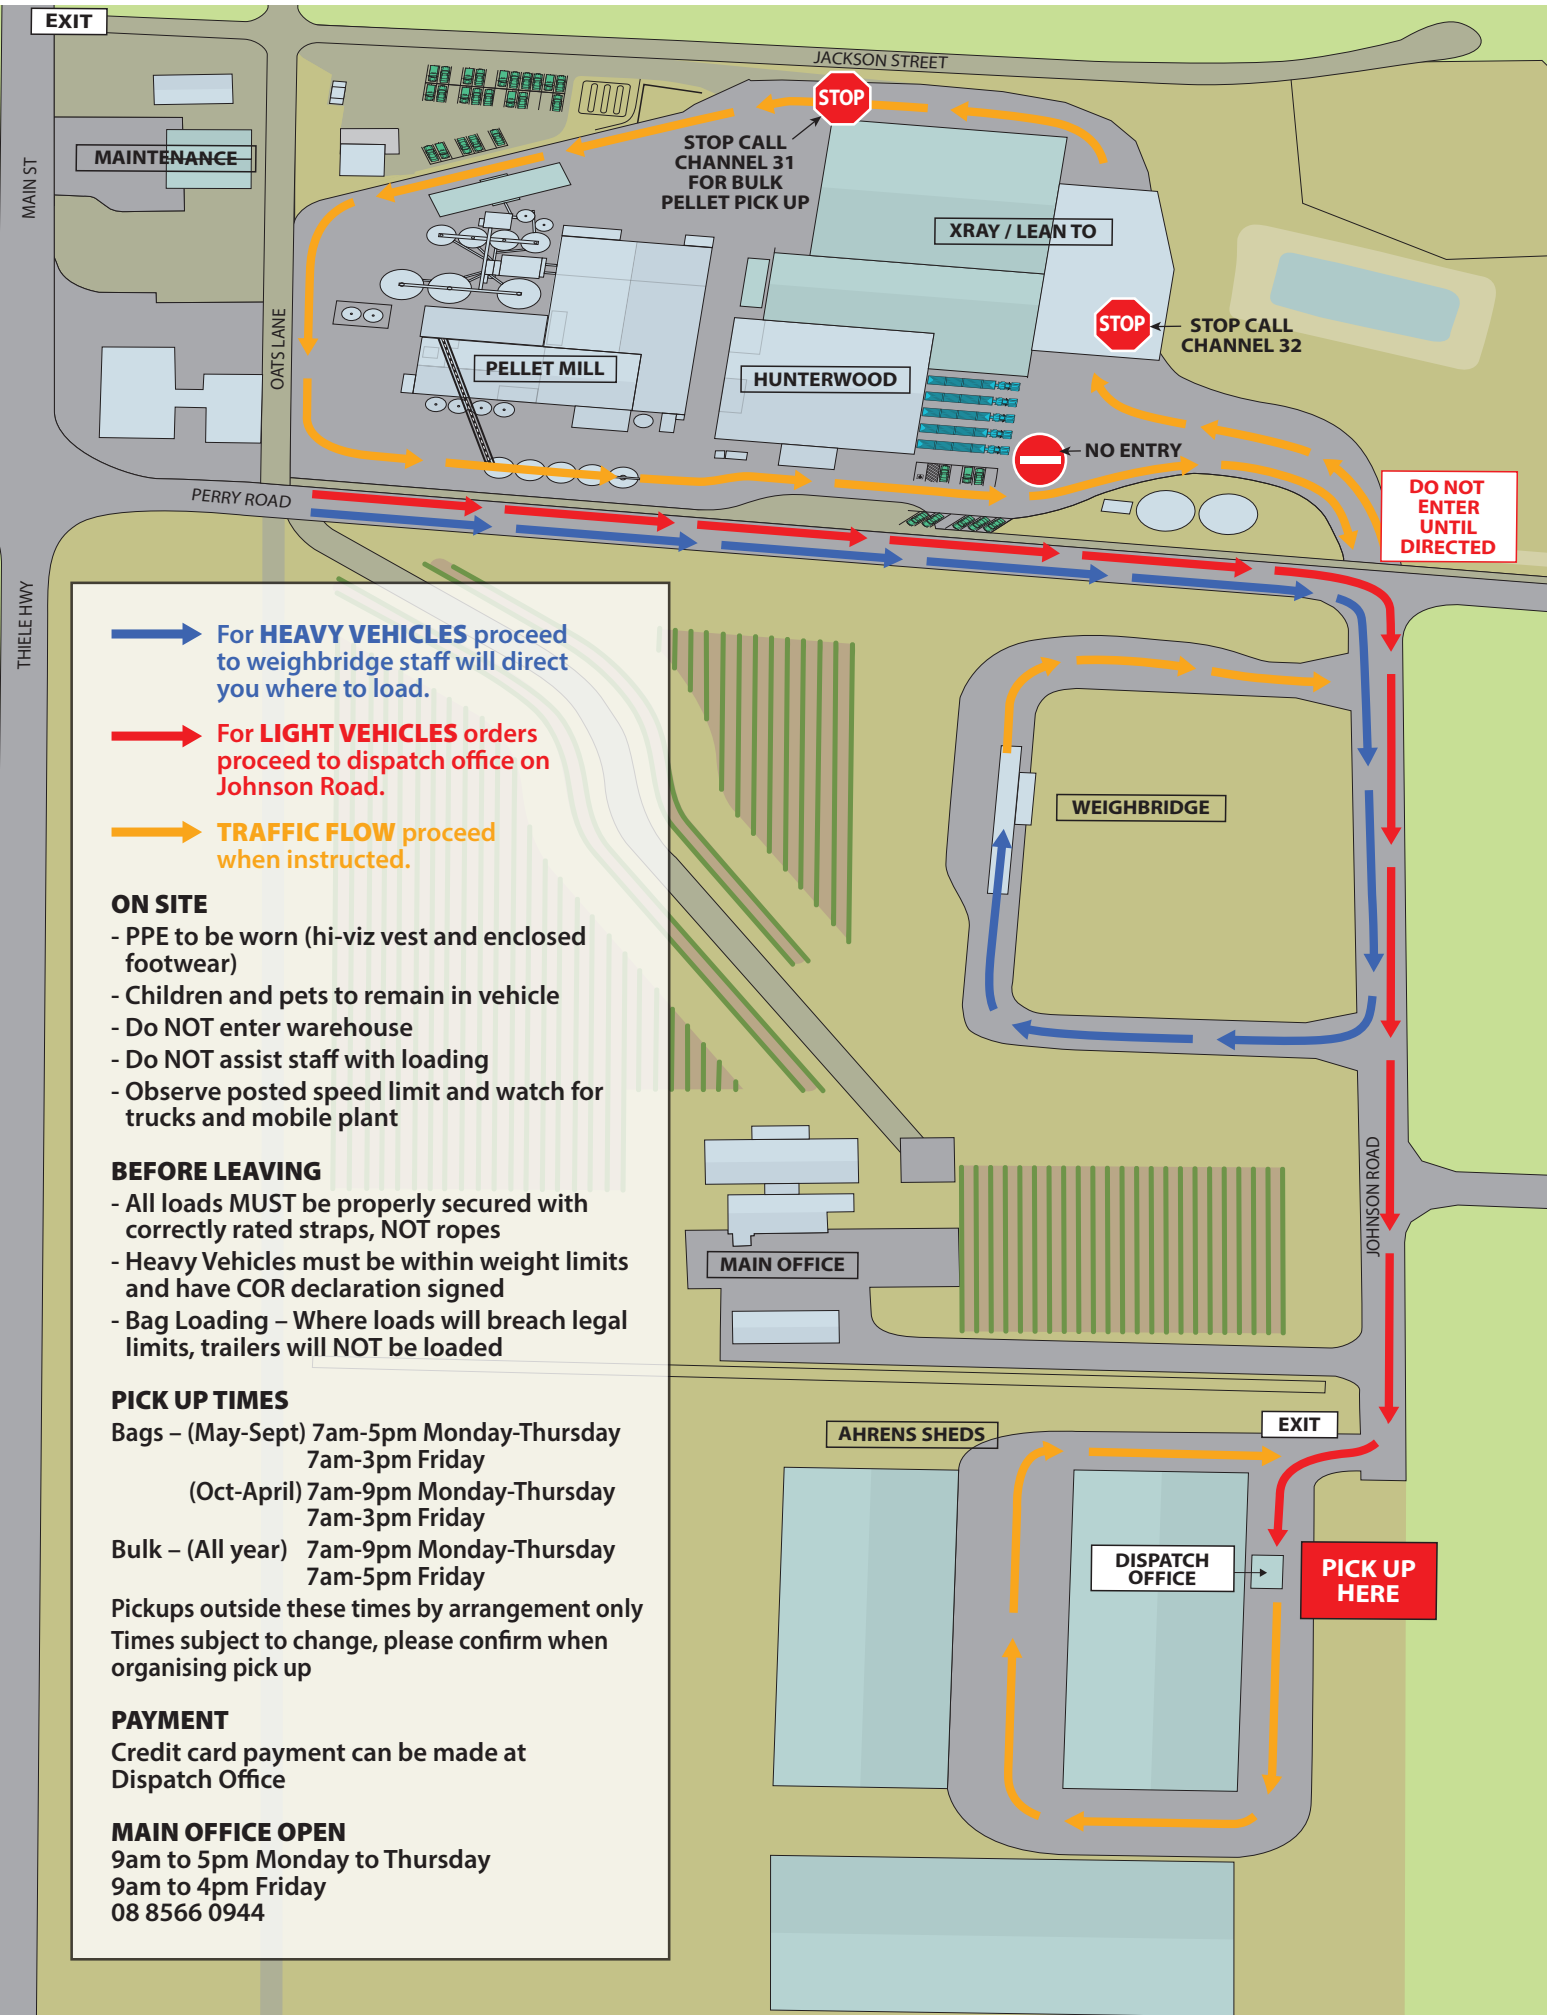 EXIT
JACKSON STREET
STOP
STOP CALL
CHANNEL 31
FOR BULK
PELLET PICK UP
MAINTENANCE
MAIN ST
XRAY / LEAN TO
STOP
STOP CALL
CHANNEL 32
OATS LANE
PELLET MILL
HUNTERWOOD
NO ENTRY
PERRY ROAD
DO NOT
ENTER
UNTIL
DIRECTED
THIELE HWY
For HEAVY VEHICLES proceed
to weighbridge staff will direct
you where to load.
For LIGHT VEHICLES orders
proceed to dispatch office on
Johnson Road.
TRAFFIC FLOW proceed
when instructed.
ON SITE
- PPE to be worn (hi-viz vest and enclosed
footwear)
- Children and pets to remain in vehicle
- Do NOT enter warehouse
- Do NOT assist staff with loading
- Observe posted speed limit and watch for
trucks and mobile plant
BEFORE LEAVING
- All loads MUST be properly secured with
correctly rated straps, NOT ropes
- Heavy Vehicles must be within weight limits
and have COR declaration signed
- Bag Loading – Where loads will breach legal
limits, trailers will NOT be loaded
PICK UP TIMES
Bags – (May-Sept) 7am-5pm Monday-Thursday
7am-3pm Friday
(Oct-April) 7am-9pm Monday-Thursday
7am-3pm Friday
Bulk – (All year) 7am-9pm Monday-Thursday
7am-5pm Friday
Pickups outside these times by arrangement only
Times subject to change, please confirm when
organising pick up
PAYMENT
Credit card payment can be made at
Dispatch Office
MAIN OFFICE OPEN
9am to 5pm Monday to Thursday
9am to 4pm Friday
08 8566 0944
WEIGHBRIDGE
JOHNSON ROAD
MAIN OFFICE
AHRENS SHEDS
EXIT
DISPATCH
OFFICE
PICK UP
HERE